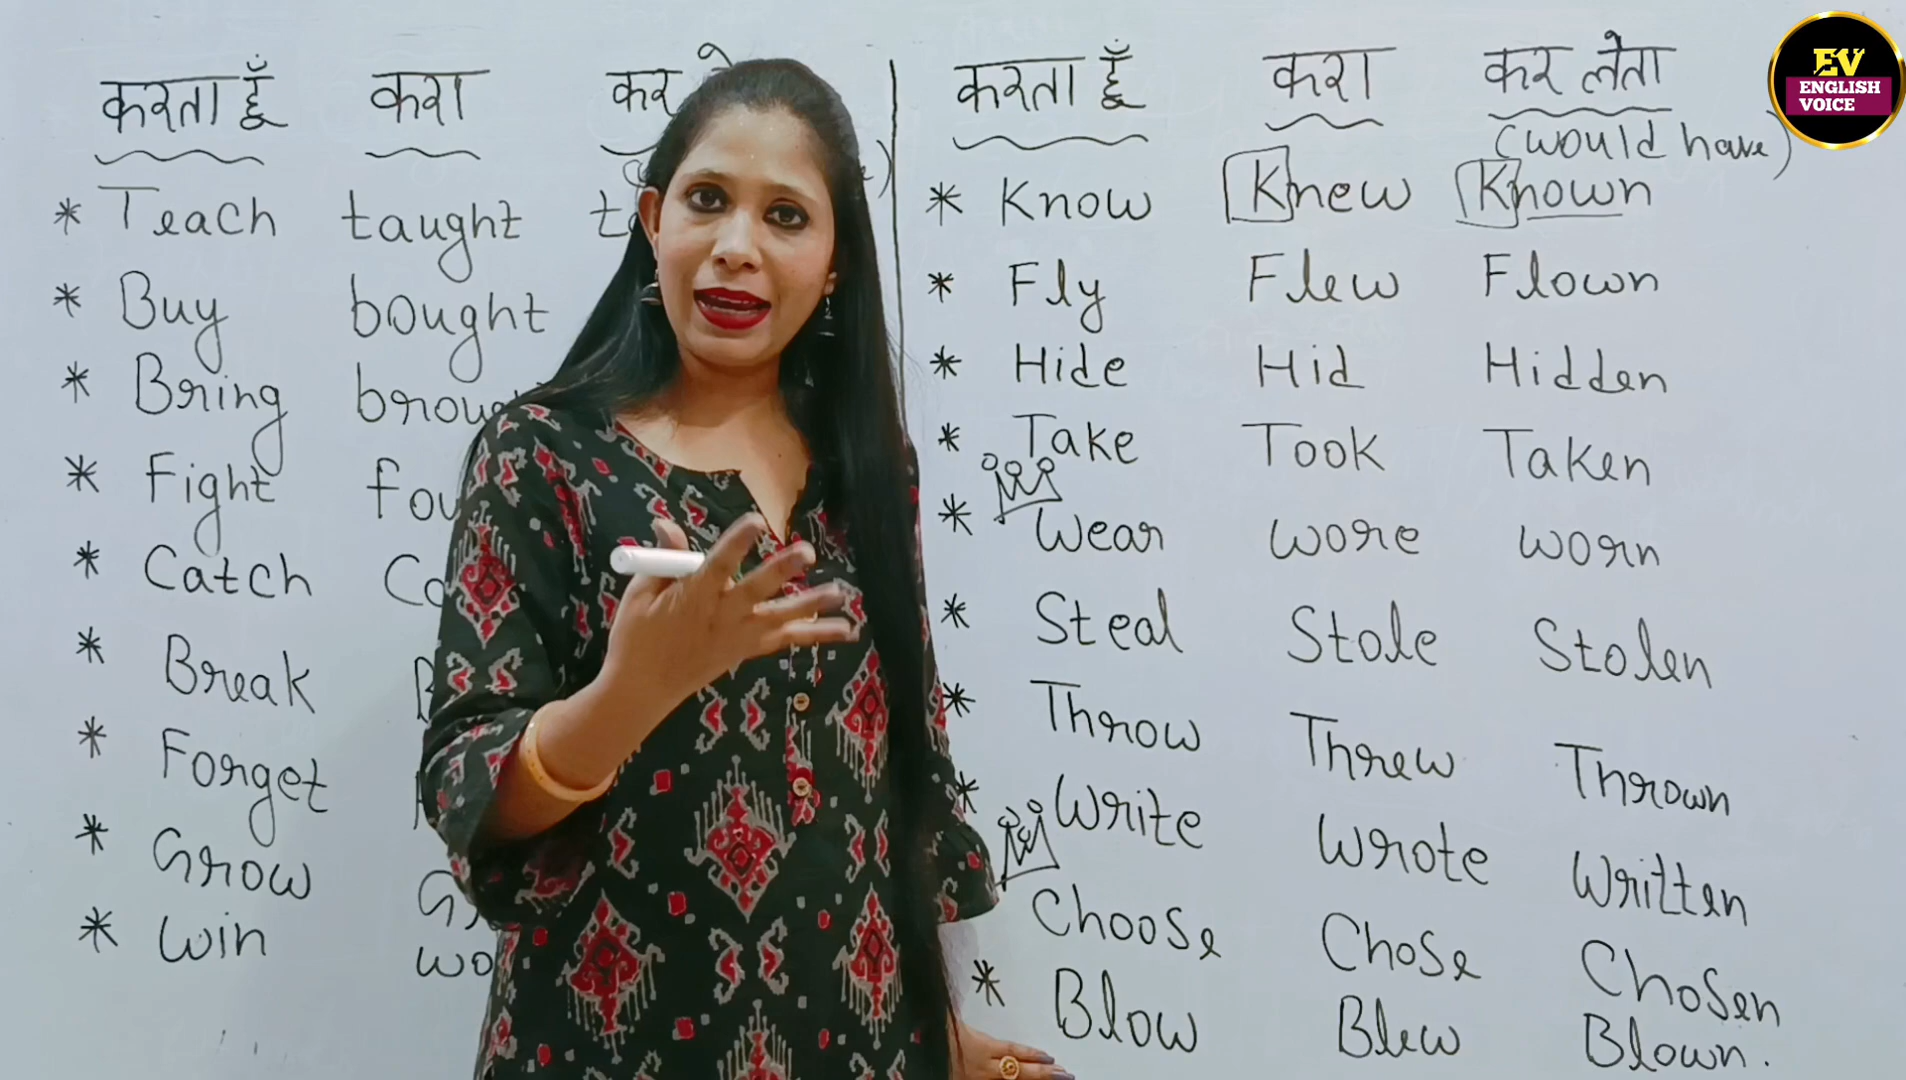 करता हूँ करा कर
Teach taught
Buy bought
Bring
Fight
Catch
Break
Forget
Grow
Win
करता हूँ करा कर लेता
(would have)
Know Knew Known
Fly Flew Flown
Hide Hid Hidden
Take Took Taken
Wear wore worn
Steal Stole Stolen
Throw Threw Thrown
Write Wrote Written
Choose Chose Chosen
Blow Blew Blown.
EV
ENGLISH
VOICE